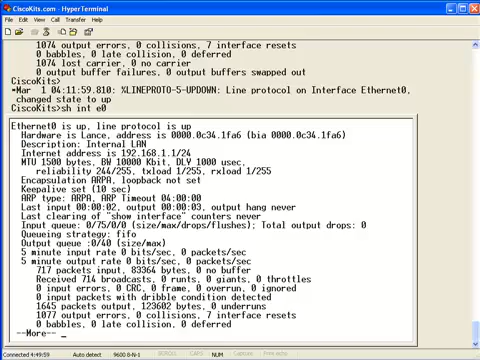 CiscoKits.com - HyperTerminal
File Edit View Call Transfer Help
1074 output errors, 0 collisions, 7 interface resets
0 babbles, 0 late collision, 0 deferred
1074 lost carrier, 0 no carrier
0 output buffer failures, 0 output buffers swapped out
CiscoKits>
*Mar  1 04:11:59.810: %LINEPROTO-5-UPDOWN: Line protocol on Interface Ethernet0,
changed state to up
CiscoKits>sh int e0
Ethernet0 is up, line protocol is up
Hardware is Lance, address is 0000.0c34.1fa6 (bia 0000.0c34.1fa6)
Description: Internal LAN
Internet address is 192.168.1.1/24
MTU 1500 bytes, BW 10000 Kbit, DLY 1000 usec,
reliability 244/255, txload 1/255, rxload 1/255
Encapsulation ARPA, loopback not set
Keepalive set (10 sec)
ARP type: ARPA, ARP Timeout 04:00:00
Last input 00:00:02, output 00:00:03, output hang never
Last clearing of "show interface" counters never
Input queue: 0/75/0/0 (size/max/drops/flushes); Total output drops: 0
Queueing strategy: fifo
Output queue :0/40 (size/max)
5 minute input rate 0 bits/sec, 0 packets/sec
5 minute output rate 0 bits/sec, 0 packets/sec
717 packets input, 83364 bytes, 0 no buffer
Received 714 broadcasts, 0 runts, 0 giants, 0 throttles
0 input errors, 0 CRC, 0 frame, 0 overrun, 0 ignored
0 input packets with dribble condition detected
1645 packets output, 123602 bytes, 0 underruns
1077 output errors, 0 collisions, 7 interface resets
0 babbles, 0 late collision, 0 deferred
--More-- _
Connected 4:49:59 Auto detect 9600 8-N-1 SCROLL CAPS NUM Capture Print echo